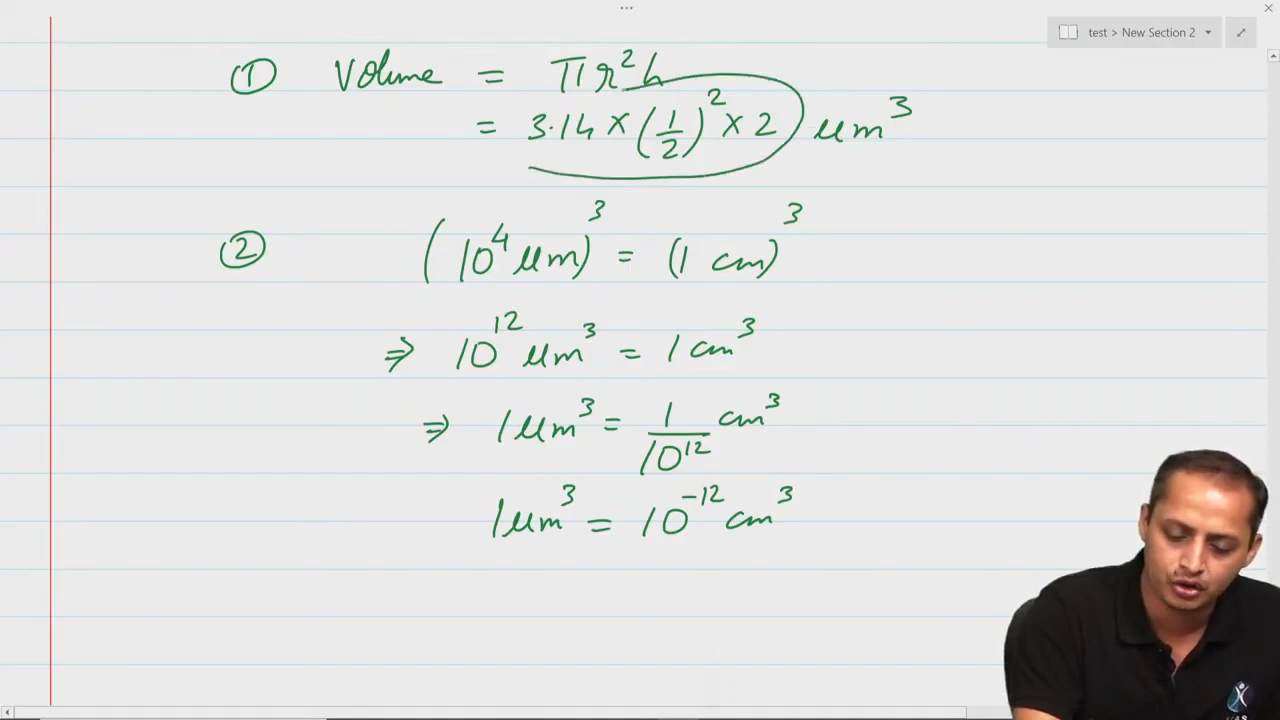 test > New Section 2
① Volume = πr²h
= 3.14 × (1/2)² × 2 μm³
② (10⁴ μm)³ = (1 cm)³
⇒ 10¹² μm³ = 1 cm³
⇒ 1 μm³ = 1/10¹² cm³
1 μm³ = 10⁻¹² cm³